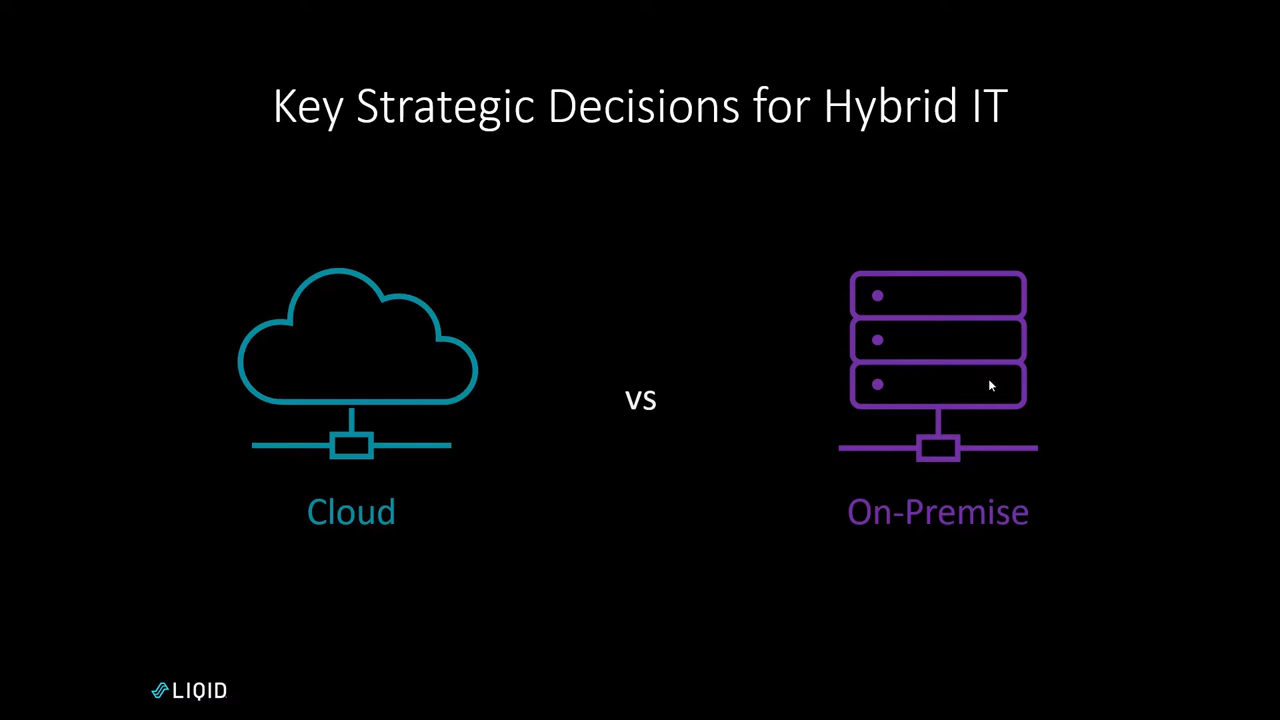 Key Strategic Decisions for Hybrid IT
vs
Cloud
On-Premise
LIQID